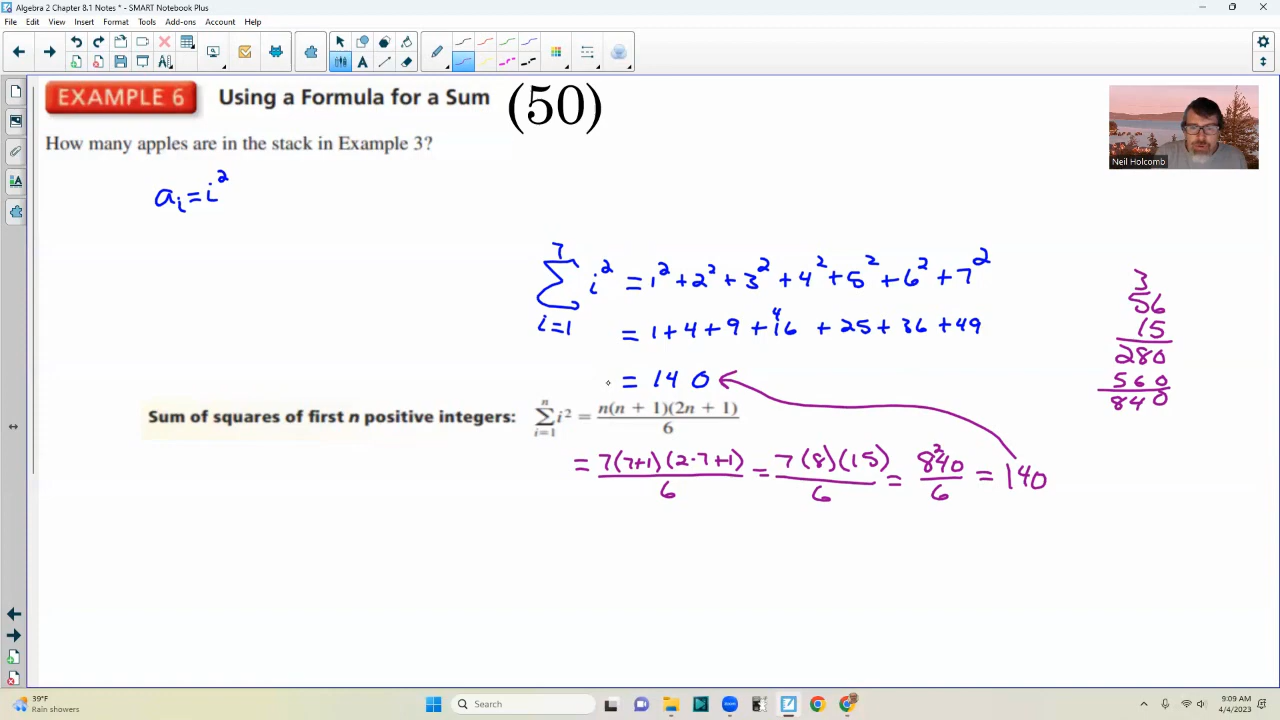 Algebra 2 Chapter 8.1 Notes * - SMART Notebook Plus
File Edit View Insert Format Tools Add-ons Account Help
EXAMPLE 6 Using a Formula for a Sum (50)
How many apples are in the stack in Example 3?
Neil Holcomb
aᵢ = i²
7
∑ i² = 1² + 2² + 3² + 4² + 5² + 6² + 7²
i=1
= 1 + 4 + 9 + 16 + 25 + 36 + 49
4
= 140
3
56
15
280
560
840
Sum of squares of first n positive integers: ∑ i² = n(n + 1)(2n + 1) / 6
n
i=1
= 7(7+1)(2·7+1) / 6 = 7(8)(15) / 6 = 840 / 6 = 140
2
39°F
Rain showers
Search
9:09 AM
4/4/2023